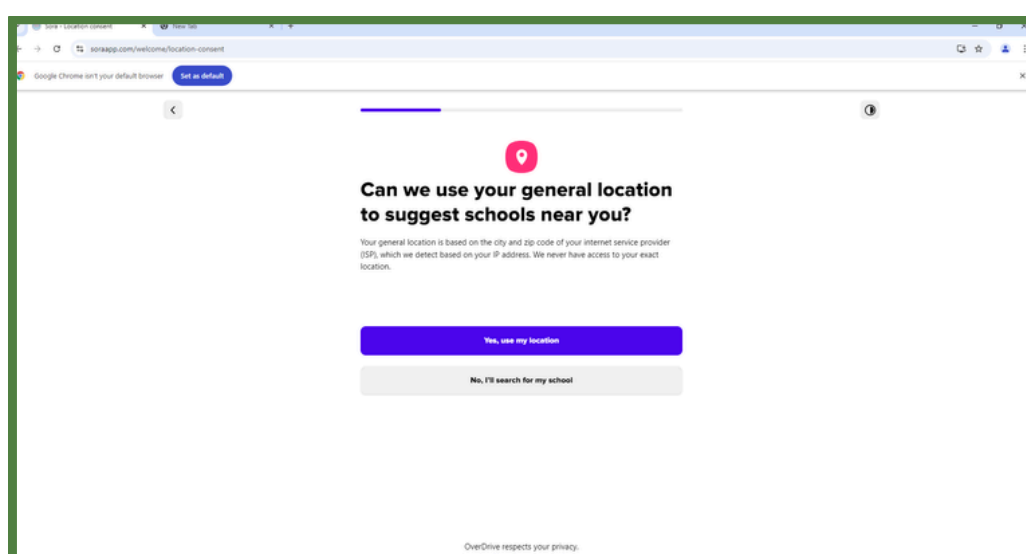 Sora - Location consent
New Tab
soraapp.com/welcome/location-consent
Google Chrome isn't your default browser Set as default
Can we use your general location
to suggest schools near you?
Your general location is based on the city and zip code of your internet service provider
(ISP), which we detect based on your IP address. We never have access to your exact
location.
Yes, use my location
No, I'll search for my school
OverDrive respects your privacy.